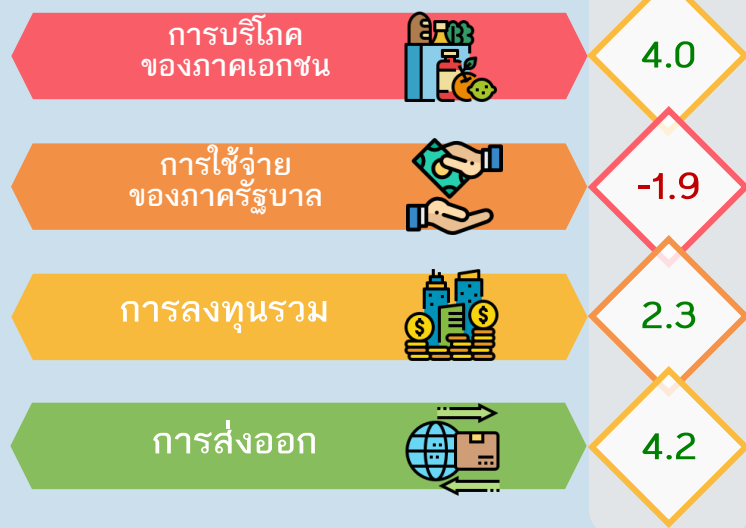 การบริโภค
ของภาคเอกชน
4.0
การใช้จ่าย
ของภาครัฐบาล
-1.9
การลงทุนรวม
2.3
การส่งออก
4.2